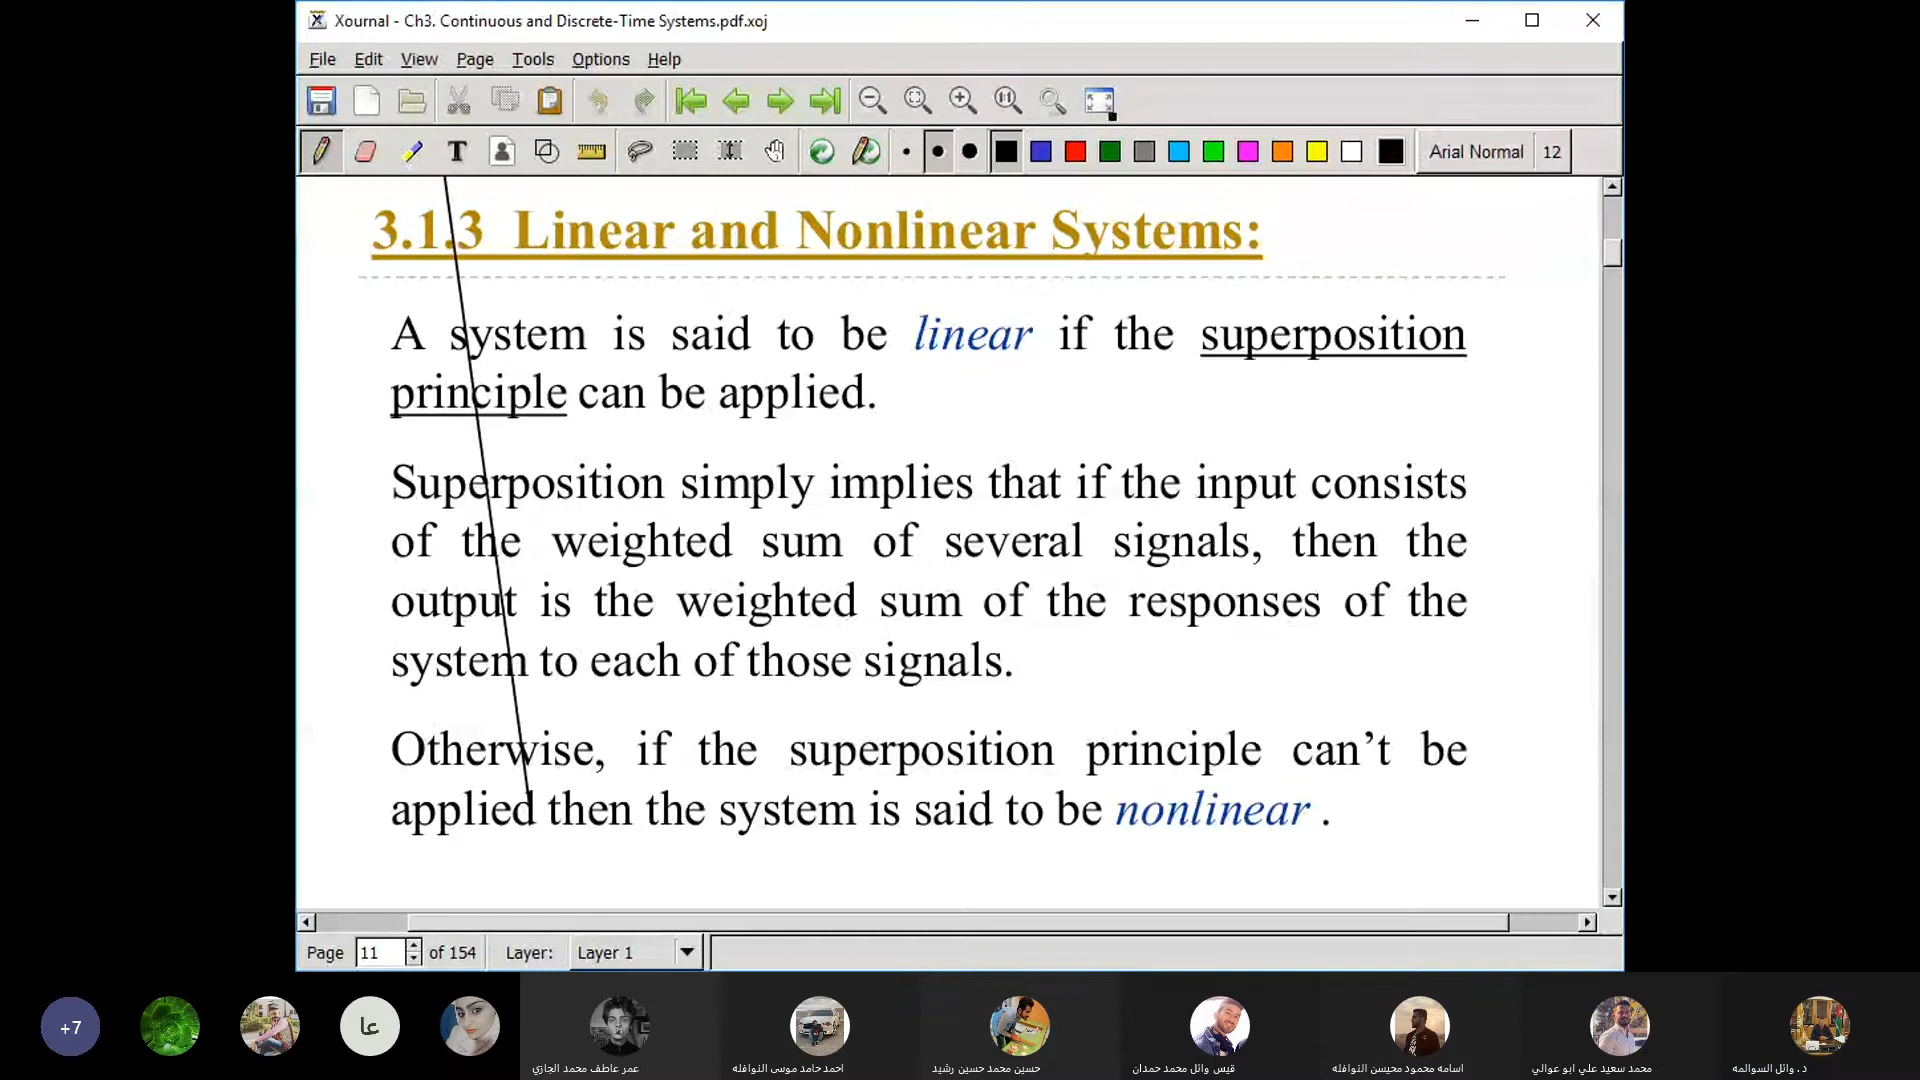 Xournal - Ch3. Continuous and Discrete-Time Systems.pdf.xoj
File Edit View Page Tools Options Help
Arial Normal 12
3.1.3 Linear and Nonlinear Systems:
A system is said to be linear if the superposition
principle can be applied.
Superposition simply implies that if the input consists
of the weighted sum of several signals, then the
output is the weighted sum of the responses of the
system to each of those signals.
Otherwise, if the superposition principle can’t be
applied then the system is said to be nonlinear .
Page 11 of 154 Layer: Layer 1
+7
عا
عمر عاطف محمد الجازي
احمد حامد موسى النوافله
حسين محمد حسين رشيد
قيس وائل محمد حمدان
اسامه محمود محيسن النوافله
محمد سعيد علي ابو عوالي
د. وائل السوالمه